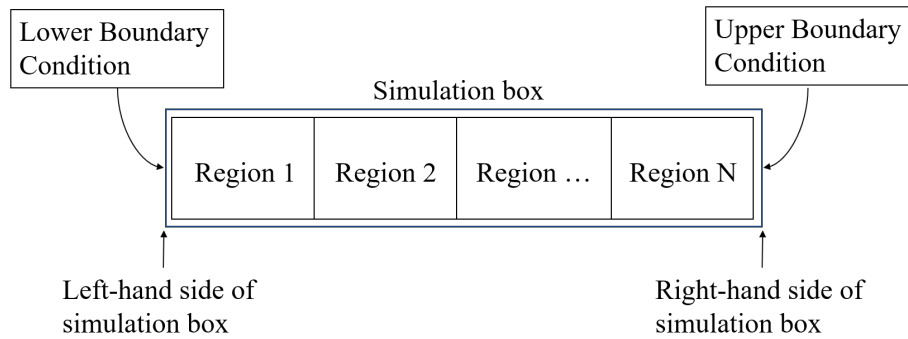 Lower Boundary
Condition
Upper Boundary
Condition
Simulation box
Region 1
Region 2
Region …
Region N
Left-hand side of
simulation box
Right-hand side of
simulation box